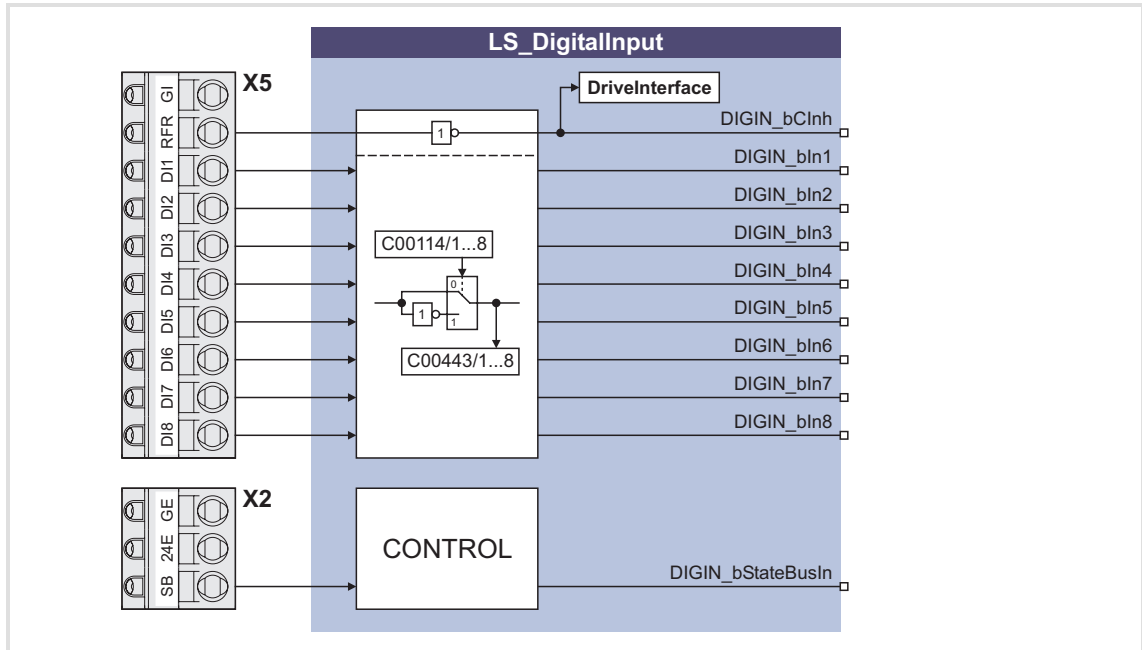 LS_DigitalInput
X5
DriveInterface
GI
RFR
DI1
DI2
DI3
DI4
DI5
DI6
DI7
DI8
1
DIGIN_bCInh
DIGIN_bIn1
DIGIN_bIn2
DIGIN_bIn3
DIGIN_bIn4
DIGIN_bIn5
DIGIN_bIn6
DIGIN_bIn7
DIGIN_bIn8
C00114/1...8
0
1
1
C00443/1...8
X2
GE
24E
SB
CONTROL
DIGIN_bStateBusIn